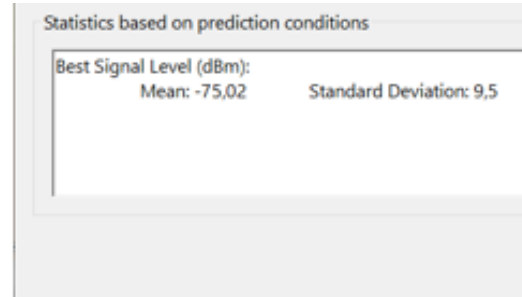 Statistics based on prediction conditions
Best Signal Level (dBm):
Mean: -75,02 Standard Deviation: 9,5